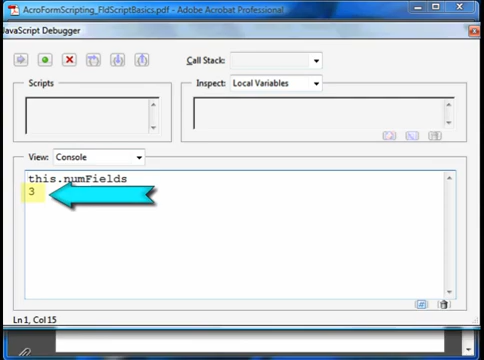 AcroFormScripting_FldScriptBasics.pdf - Adobe Acrobat Professional
JavaScript Debugger
Call Stack:
Scripts
Inspect: Local Variables
View: Console
this.numFields
3
Ln 1, Col 15